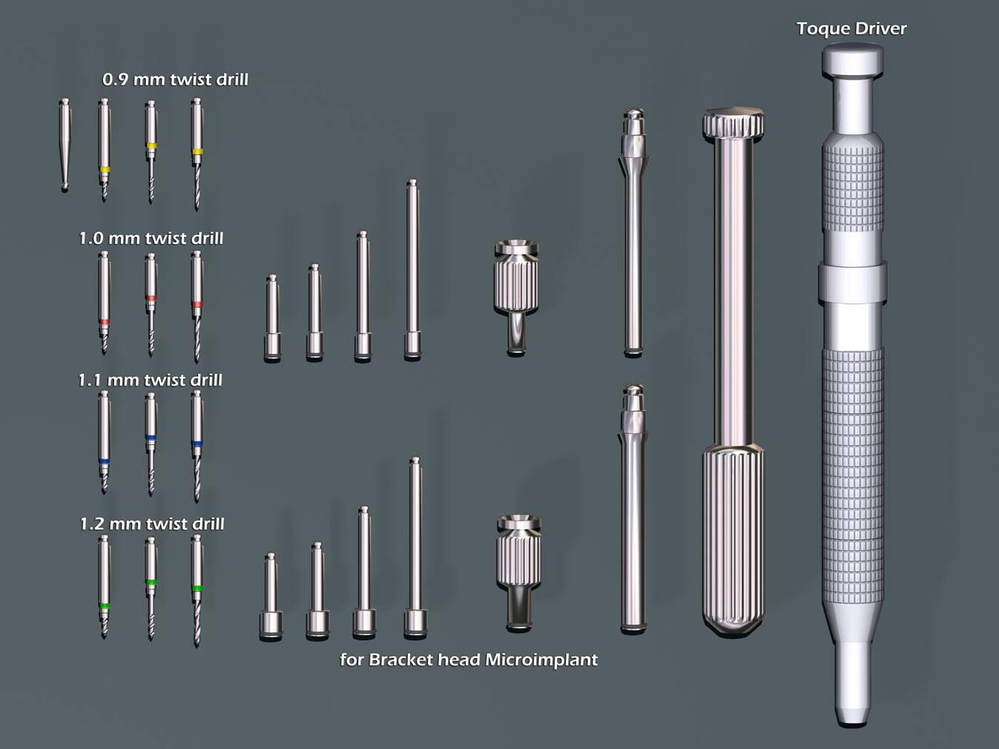 Toque Driver
0.9 mm twist drill
1.0 mm twist drill
1.1 mm twist drill
1.2 mm twist drill
for Bracket head Microimplant